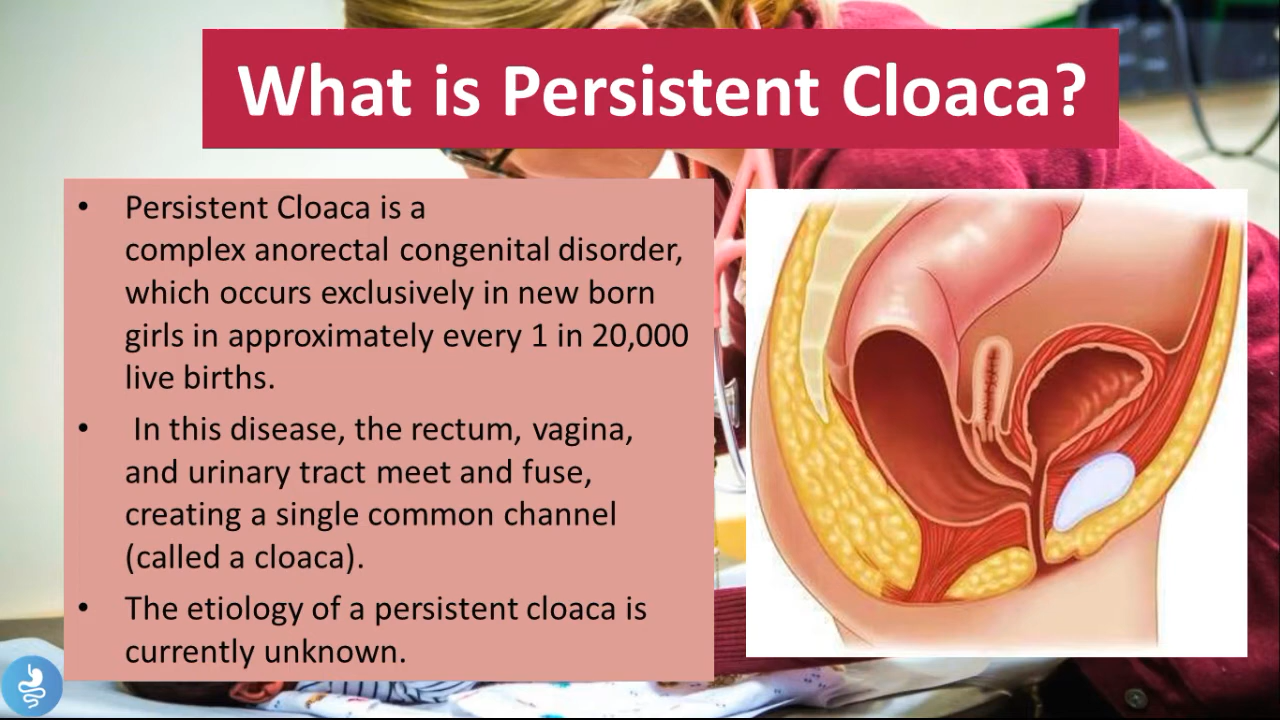 What is Persistent Cloaca?
• Persistent Cloaca is a
complex anorectal congenital disorder,
which occurs exclusively in new born
girls in approximately every 1 in 20,000
live births.
• In this disease, the rectum, vagina,
and urinary tract meet and fuse,
creating a single common channel
(called a cloaca).
• The etiology of a persistent cloaca is
currently unknown.